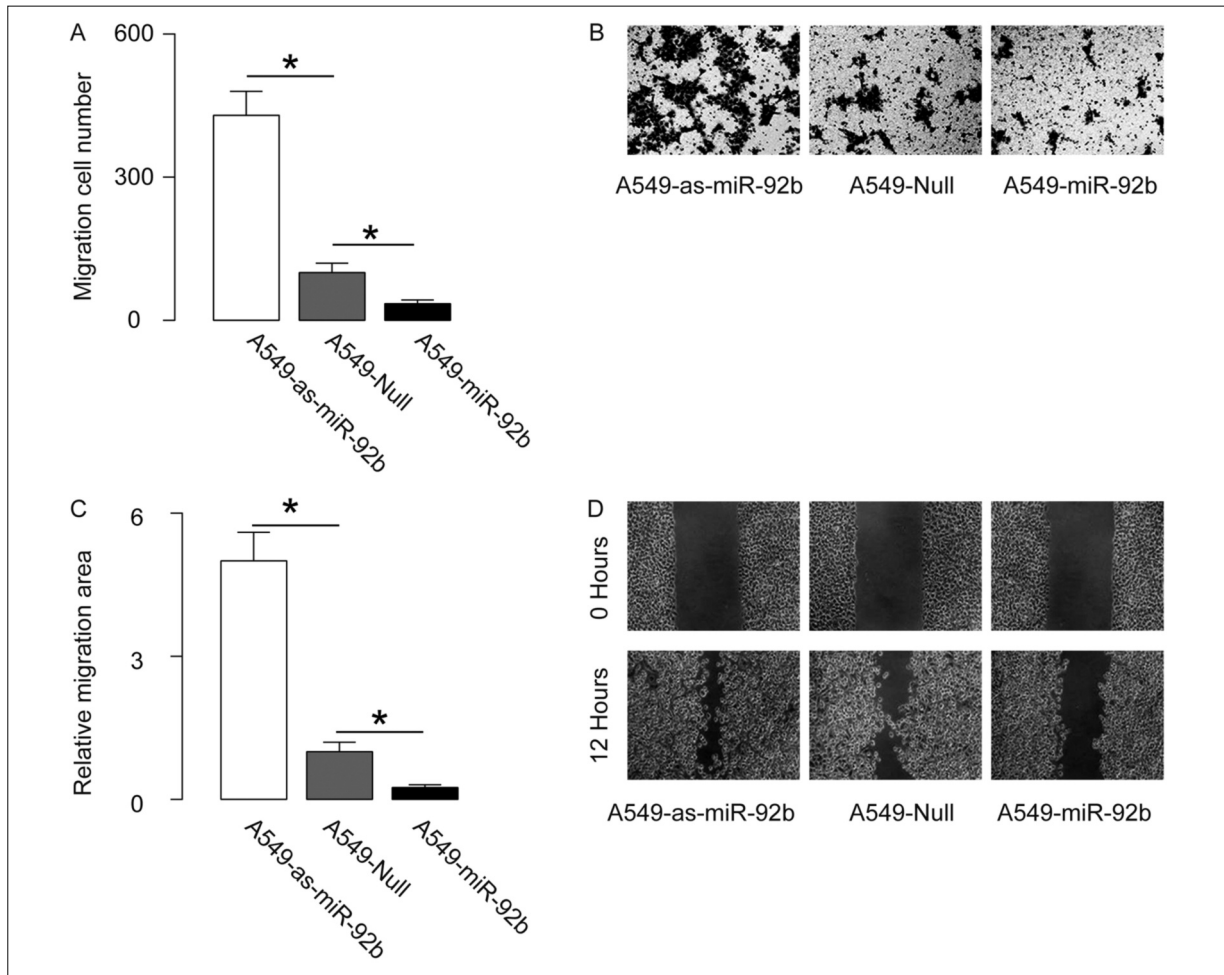 A
600
*
*
300
0
Migration cell number
A549-as-miR-92b
A549-Null
A549-miR-92b
B
A549-as-miR-92b A549-Null A549-miR-92b
C
6
*
*
3
0
Relative migration area
A549-as-miR-92b
A549-Null
A549-miR-92b
D
0 Hours
12 Hours
A549-as-miR-92b A549-Null A549-miR-92b